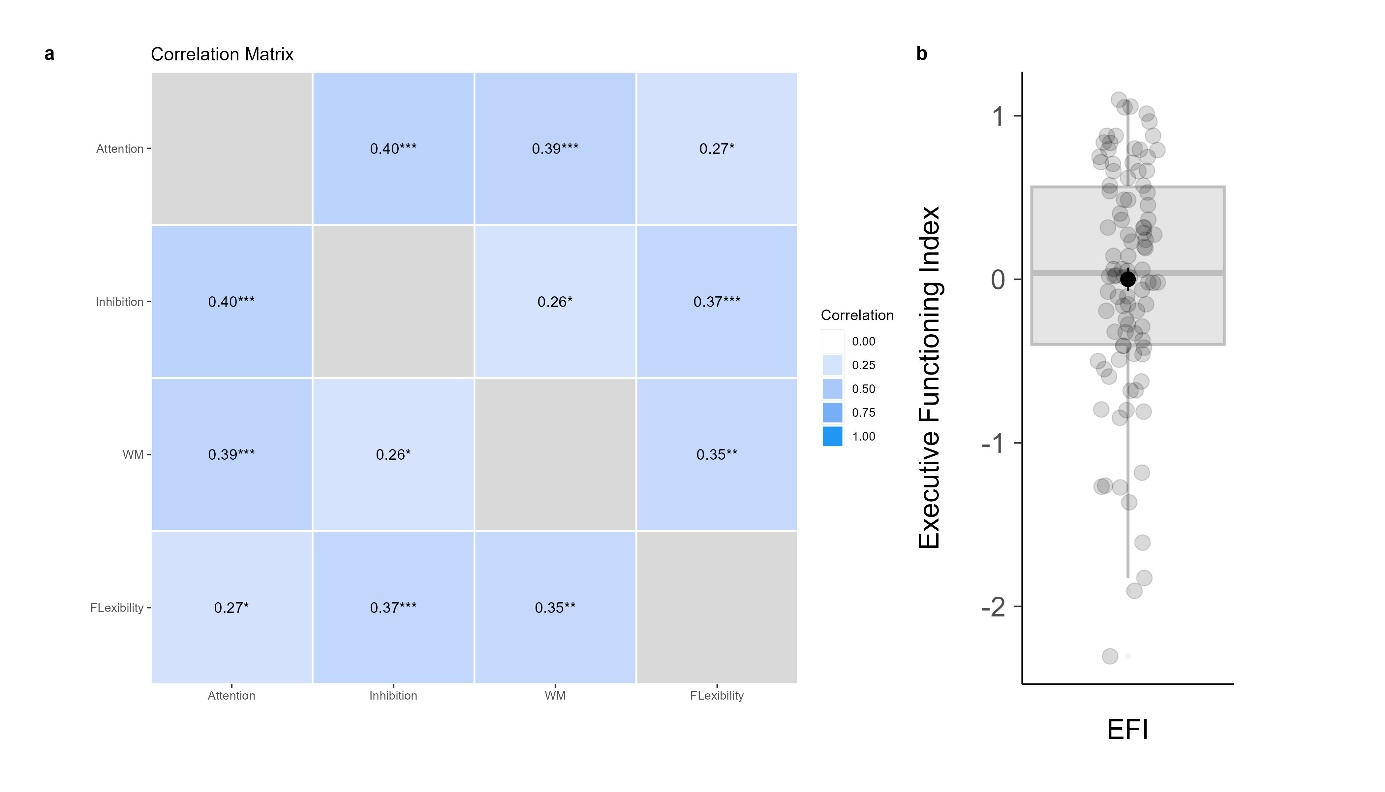 a
Correlation Matrix
Attention
0.40***
0.39***
0.27*
Inhibition
0.40***
0.26*
0.37***
WM
0.39***
0.26*
0.35**
FLexibility
0.27*
0.37***
0.35**
Attention
Inhibition
WM
FLexibility
Correlation
0.00
0.25
0.50
0.75
1.00
b
Executive Functioning Index
1
0
-1
-2
EFI